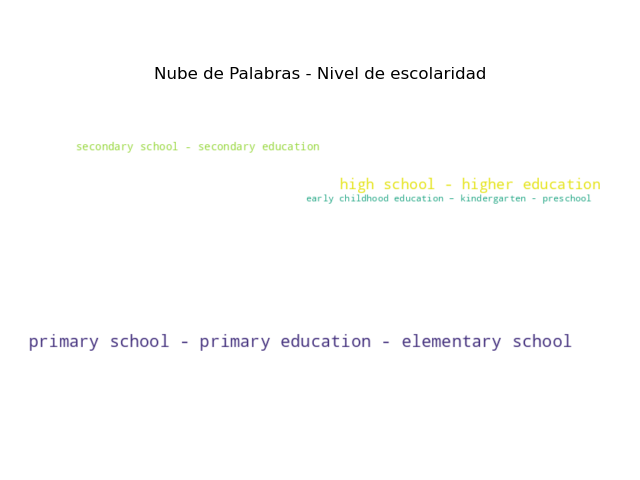 Nube de Palabras - Nivel de escolaridad
secondary school - secondary education
high school - higher education
early childhood education – kindergarten - preschool
primary school - primary education - elementary school